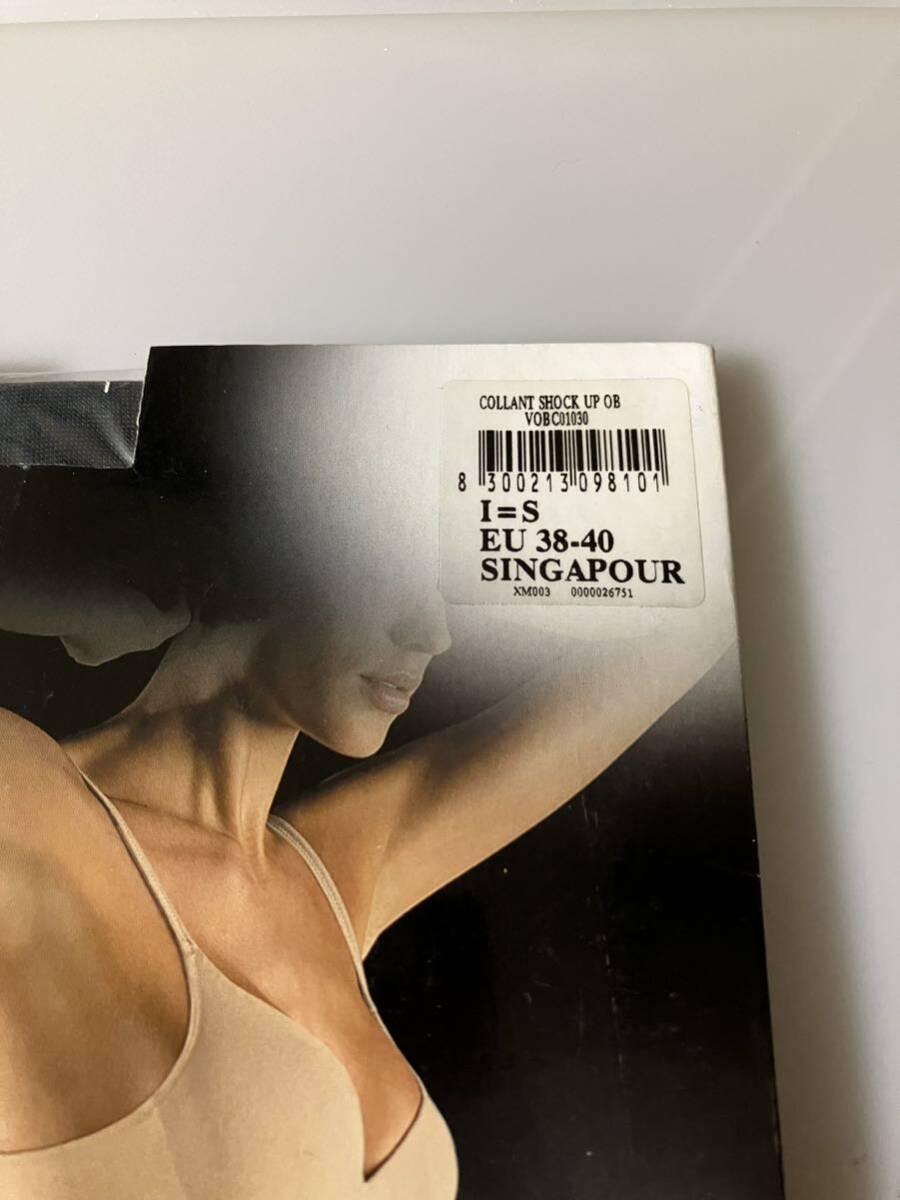 COLLANT SHOCK UP OB
VOBC01030
8 300213 098101
I=S
EU 38-40
SINGAPOUR
XM003 0000026751